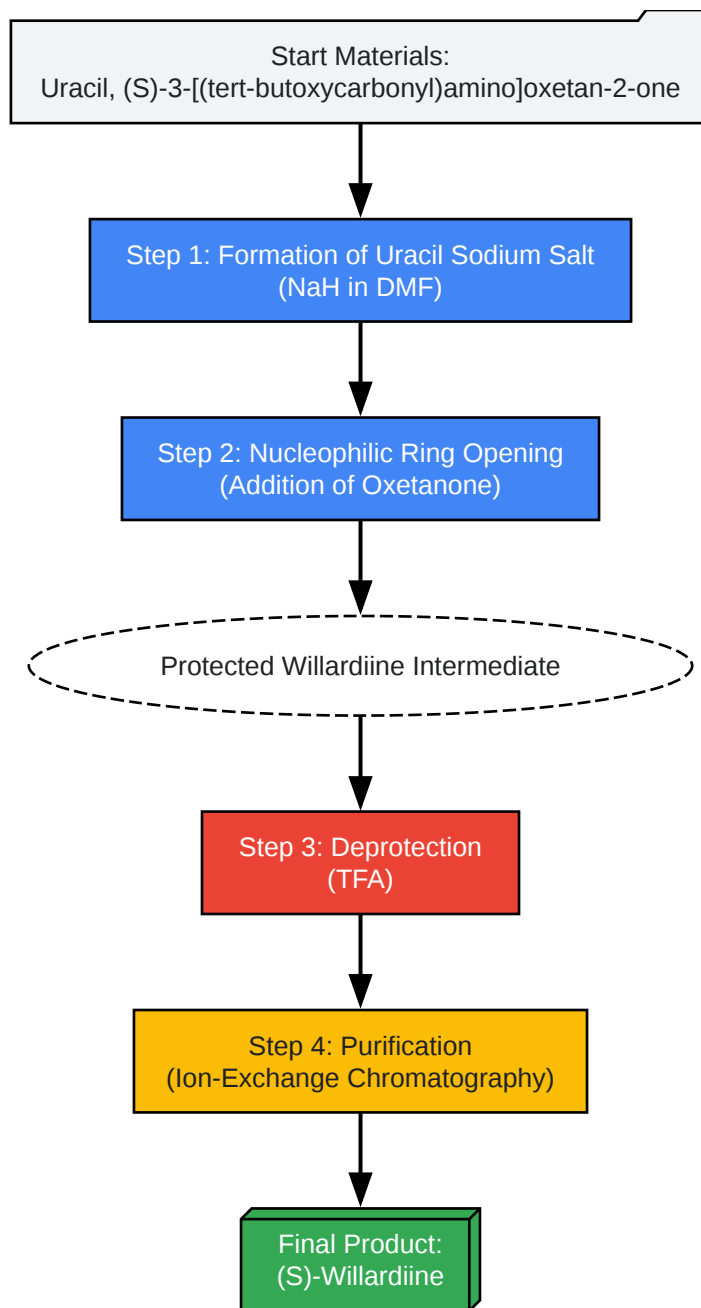 Start Materials:
Uracil, (S)-3-[(tert-butoxycarbonyl)amino]oxetan-2-one
Step 1: Formation of Uracil Sodium Salt
(NaH in DMF)
Step 2: Nucleophilic Ring Opening
(Addition of Oxetanone)
Protected Willardiine Intermediate
Step 3: Deprotection
(TFA)
Step 4: Purification
(Ion-Exchange Chromatography)
Final Product:
(S)-Willardiine